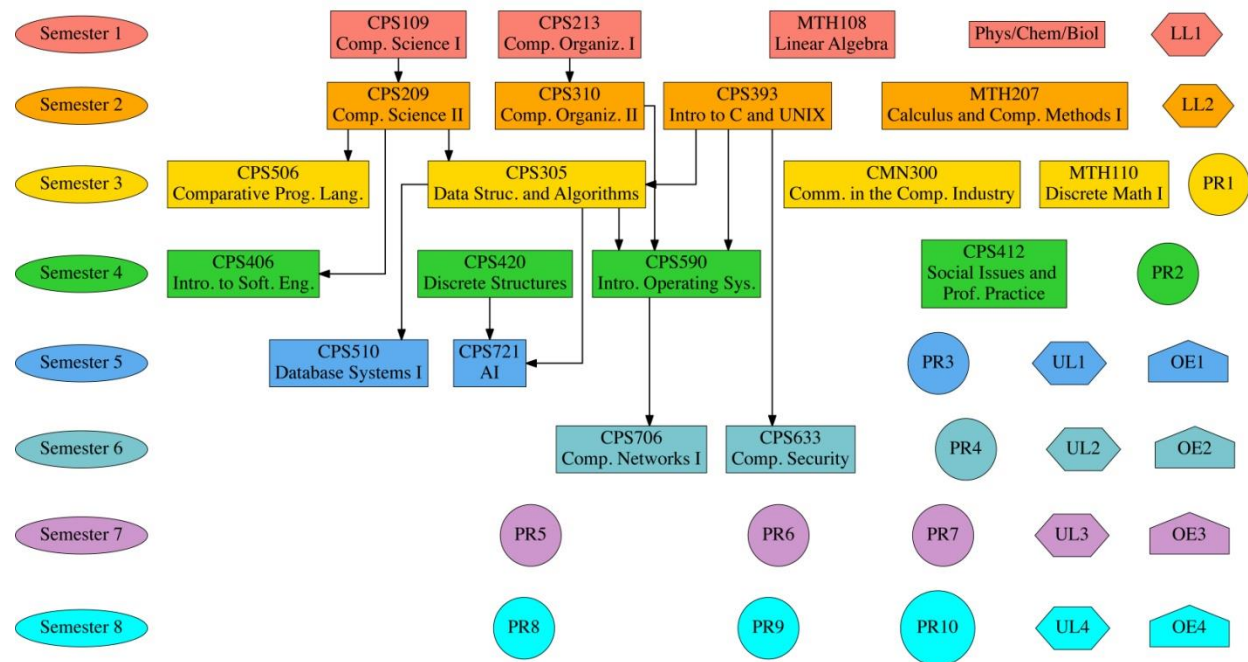 Semester 1
CPS109
Comp. Science I
CPS213
Comp. Organiz. I
MTH108
Linear Algebra
Phys/Chem/Biol
LL1
Semester 2
CPS209
Comp. Science II
CPS310
Comp. Organiz. II
CPS393
Intro to C and UNIX
MTH207
Calculus and Comp. Methods I
LL2
Semester 3
CPS506
Comparative Prog. Lang.
CPS305
Data Struc. and Algorithms
CMN300
Comm. in the Comp. Industry
MTH110
Discrete Math I
PR1
Semester 4
CPS406
Intro. to Soft. Eng.
CPS420
Discrete Structures
CPS590
Intro. Operating Sys.
CPS412
Social Issues and
Prof. Practice
PR2
Semester 5
CPS510
Database Systems I
CPS721
AI
PR3
UL1
OE1
Semester 6
CPS706
Comp. Networks I
CPS633
Comp. Security
PR4
UL2
OE2
Semester 7
PR5
PR6
PR7
UL3
OE3
Semester 8
PR8
PR9
PR10
UL4
OE4